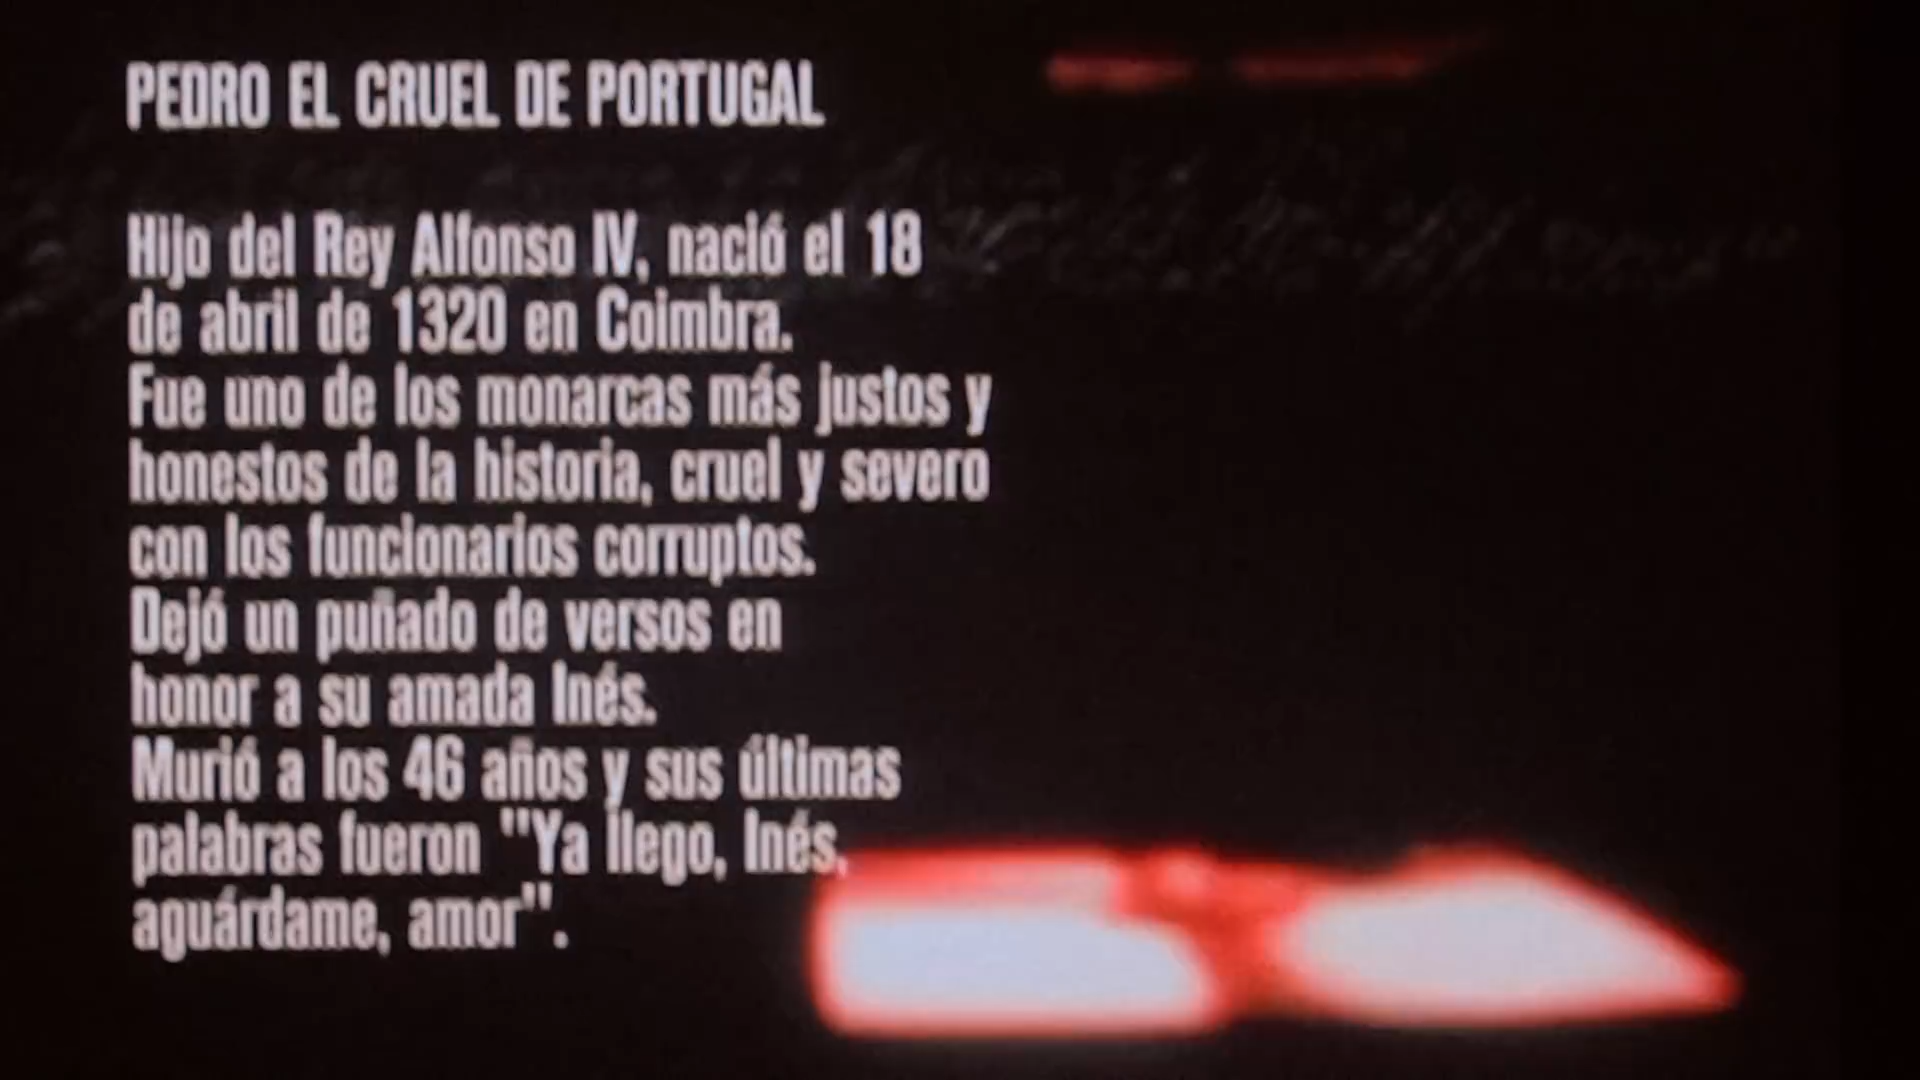 PEDRO EL CRUEL DE PORTUGAL
Hijo del Rey Alfonso IV, nació el 18
de abril de 1320 en Coimbra.
Fue uno de los monarcas más justos y
honestos de la historia, cruel y severo
con los funcionarios corruptos.
Dejó un puñado de versos en
honor a su amada Inés.
Murió a los 46 años y sus últimas
palabras fueron "Ya llego, Inés,
aguárdame, amor".